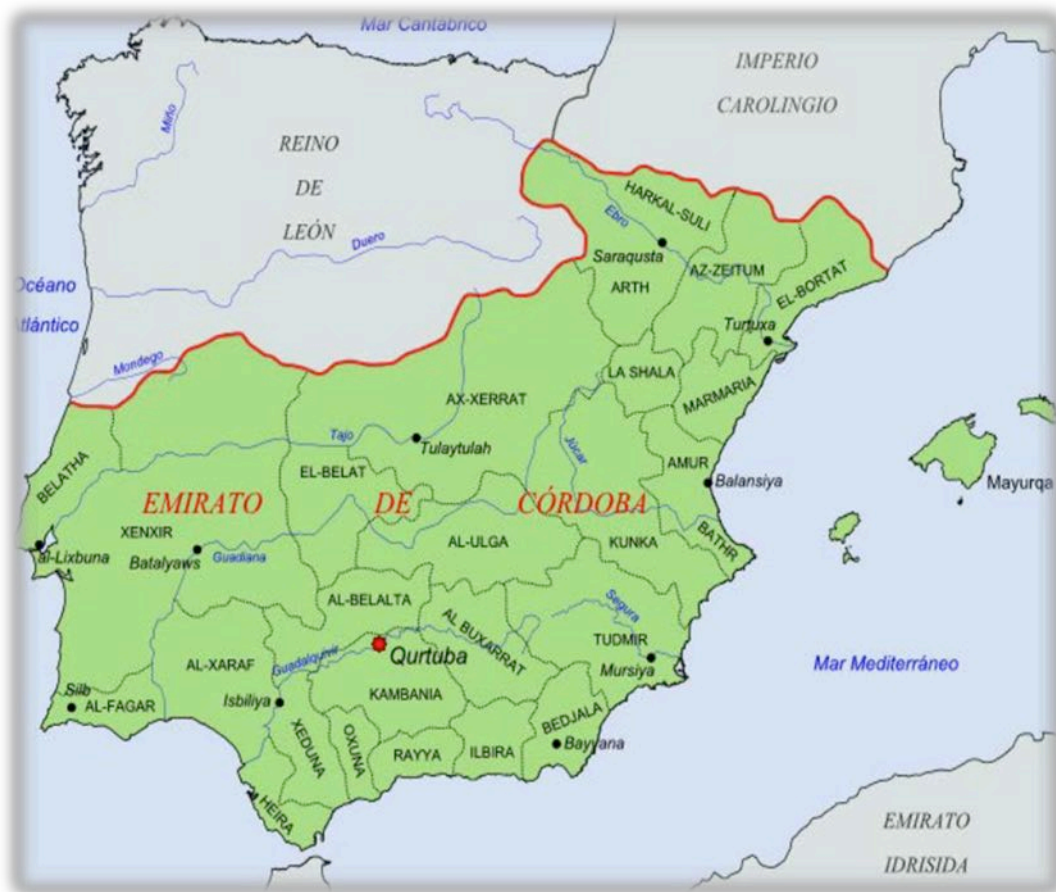 Mar Cantábrico
IMPERIO
CAROLINGIO
Miño
REINO
DE
LEÓN
HARKAL-SULI
Ebro
Duero
Saraqusta
AZ-ZEITUM
Océano
Atlántico
ARTH
EL-BORTAT
Turtuxa
Mondego
LA SHALA
MARMARIA
AX-XERRAT
Tajo
Tulaytulah
Júcar
BELATHA
EL-BELAT
AMUR
Balansiya
Mayurqa
EMIRATO DE CÓRDOBA
XENXIR
al-Lixbuna
Batalyaws
Guadiana
AL-ULGA
KUNKA
BATHR
AL-BELALTA
AL BUXARRAT
Segura
TUDMIR
Mursiya
Guadalquivir
Qurtuba
AL-XARAF
Mar Mediterráneo
Silb
AL-FAGAR
Isbiliya
KAMBANIA
BEDJALA
Bayyana
XEDUNA
OXUNA
RAYYA
ILBIRA
HEIRA
EMIRATO
IDRISIDA